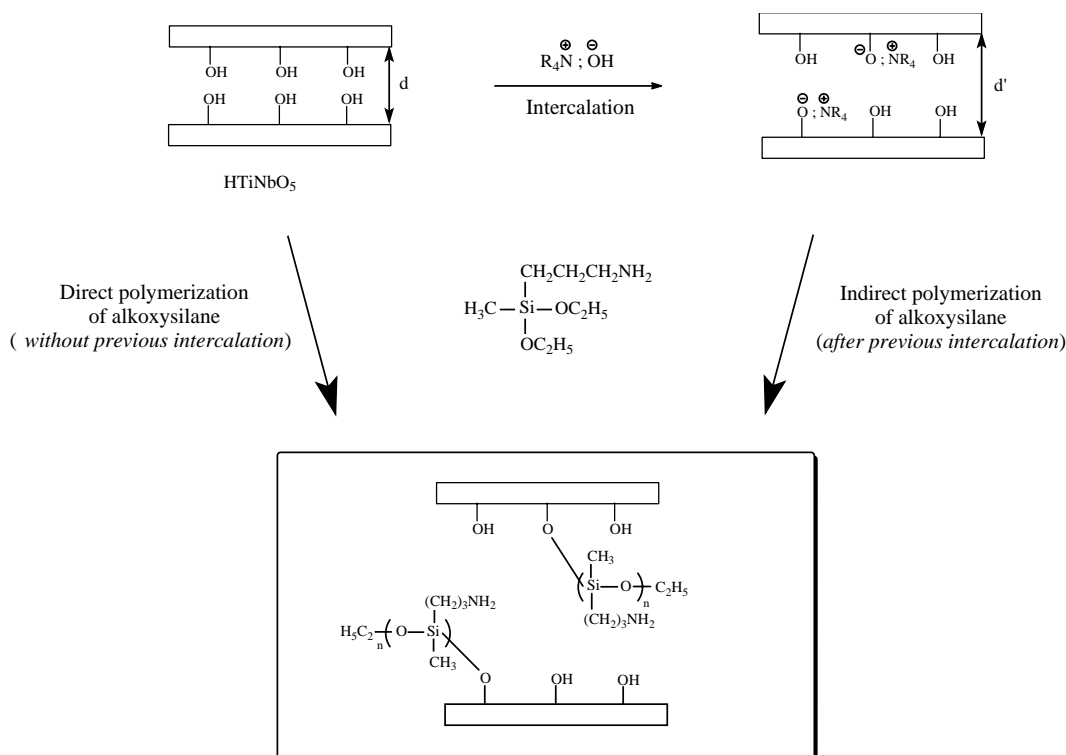 OH OH OH
OH OH OH
d
HTiNbO5
R4N ⊕ ; ⊖ OH
Intercalation
OH ⊖ O ; ⊕ NR4 OH
⊖ O ; ⊕ NR4 OH OH
d'
Direct polymerization
of alkoxysilane
( without previous intercalation)
CH2CH2CH2NH2
H3C Si OC2H5
OC2H5
Indirect polymerization
of alkoxysilane
(after previous intercalation)
OH O OH
CH3
( Si O )n C2H5
(CH2)3NH2
(CH2)3NH2
H5C2 ( O Si )n
CH3
O OH OH